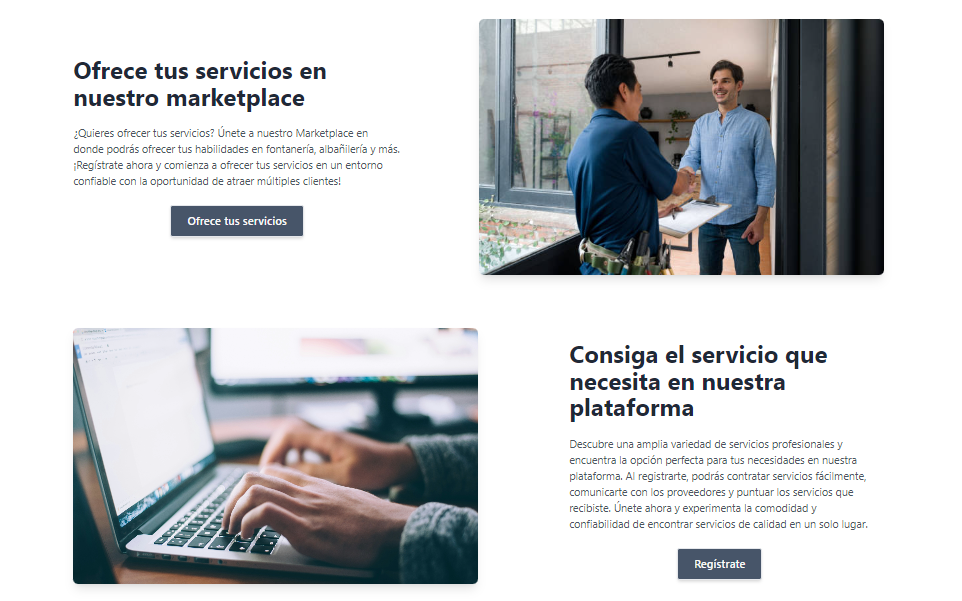 Ofrece tus servicios en
nuestro marketplace
¿Quieres ofrecer tus servicios? Únete a nuestro Marketplace en
donde podrás ofrecer tus habilidades en fontanería, albañilería y más.
¡Regístrate ahora y comienza a ofrecer tus servicios en un entorno
confiable con la oportunidad de atraer múltiples clientes!
Ofrece tus servicios
Consiga el servicio que
necesita en nuestra
plataforma
Descubre una amplia variedad de servicios profesionales y
encuentra la opción perfecta para tus necesidades en nuestra
plataforma. Al registrarte, podrás contratar servicios fácilmente,
comunicarte con los proveedores y puntuar los servicios que
recibiste. Únete ahora y experimenta la comodidad y
confiabilidad de encontrar servicios de calidad en un solo lugar.
Regístrate